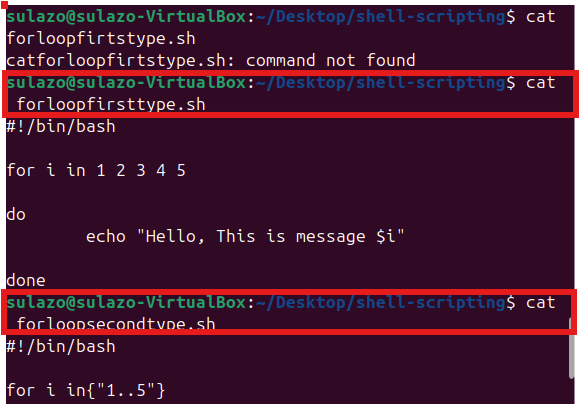 sulazo@sulazo-VirtualBox:~/Desktop/shell-scripting$ cat
forloopfirtstype.sh
catforloopfirtstype.sh: command not found
sulazo@sulazo-VirtualBox:~/Desktop/shell-scripting$ cat
forloopfirsttype.sh
#!/bin/bash
for i in 1 2 3 4 5
do
echo "Hello, This is message $i"
done
sulazo@sulazo-VirtualBox:~/Desktop/shell-scripting$ cat
forloopsecondtype.sh
#!/bin/bash
for i in{"1..5"}